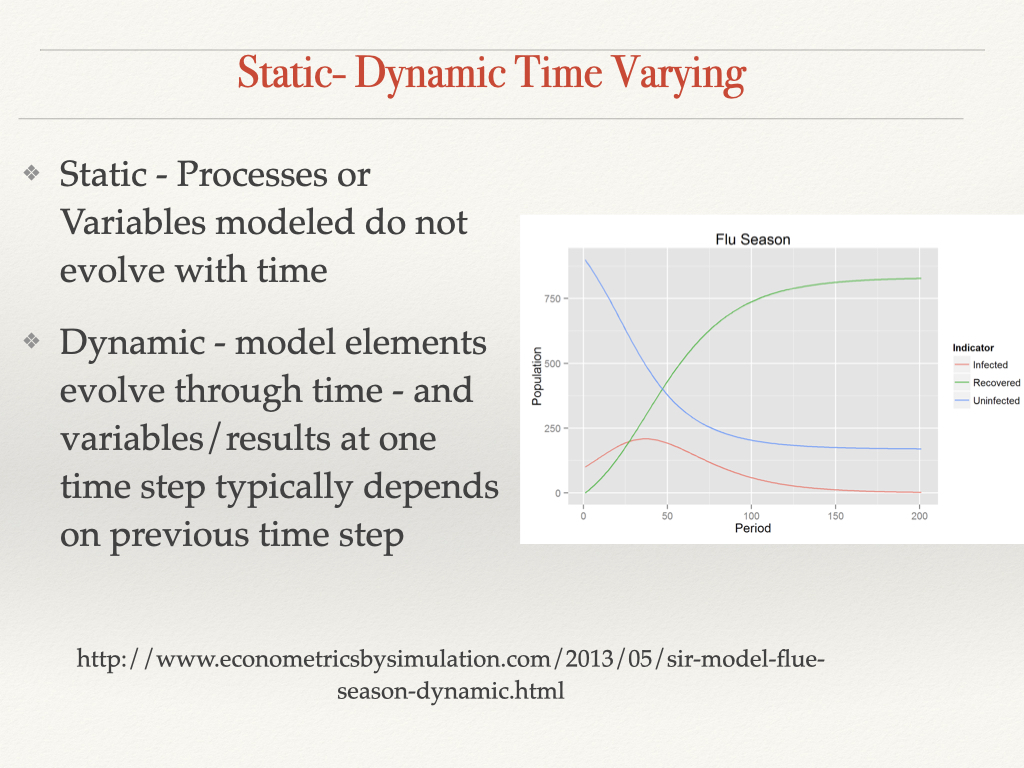 Static- Dynamic Time Varying
Static - Processes or
Variables modeled do not
evolve with time
Dynamic - model elements
evolve through time - and
variables/results at one
time step typically depends
on previous time step
Flu Season
Population
750
500
250
0
0 50 100 150 200
Period
Indicator
Infected
Recovered
Uninfected
http://www.econometricsbysimulation.com/2013/05/sir-model-flue-
season-dynamic.html